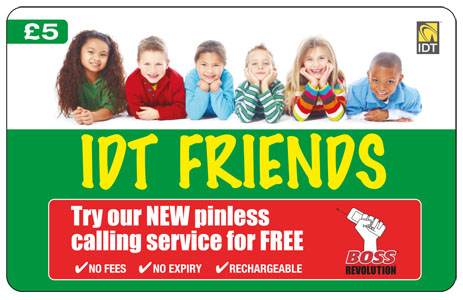 £5
IDT
IDT FRIENDS
Try our NEW pinless
calling service for FREE
✓NO FEES ✓NO EXPIRY ✓RECHARGEABLE
BOSS
REVOLUTION